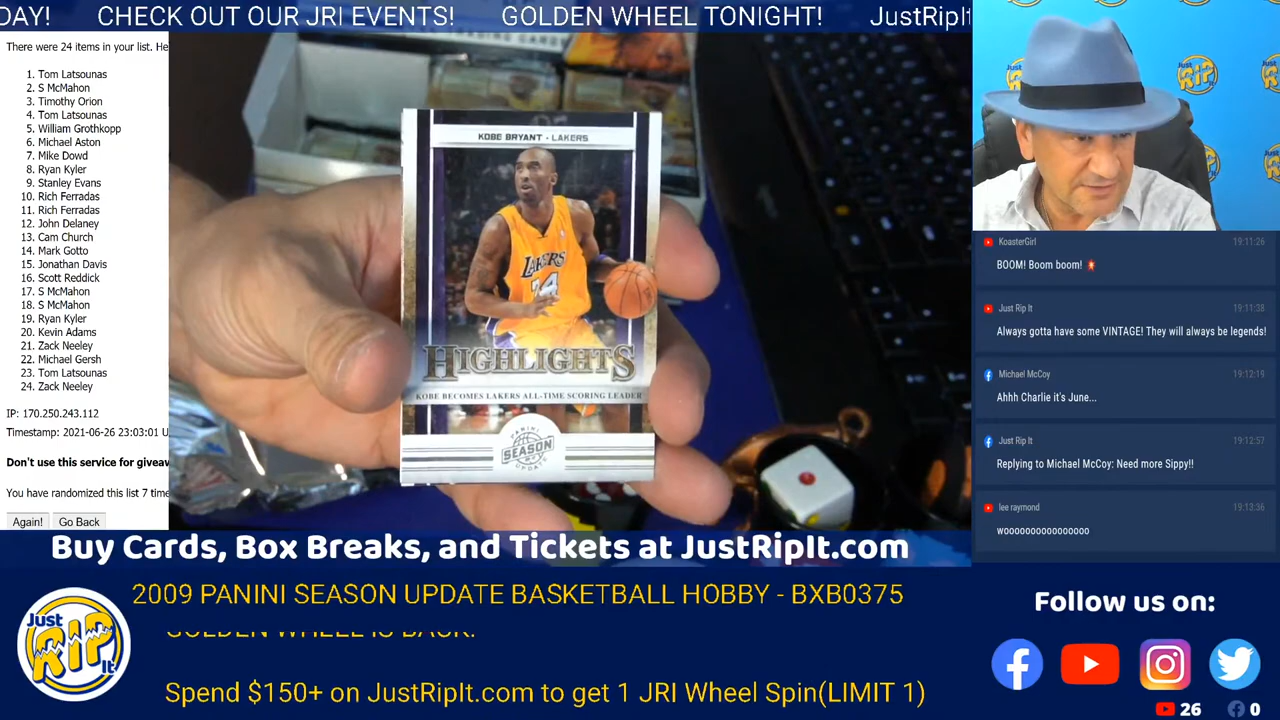 DAY! CHECK OUT OUR JRI EVENTS! GOLDEN WHEEL TONIGHT! JustRipIt
There were 24 items in your list. He
1. Tom Latsounas
2. S McMahon
3. Timothy Orion
4. Tom Latsounas
5. William Grothkopp
6. Michael Aston
7. Mike Dowd
8. Ryan Kyler
9. Stanley Evans
10. Rich Ferradas
11. Rich Ferradas
12. John Delaney
13. Cam Church
14. Mark Gotto
15. Jonathan Davis
16. Scott Reddick
17. S McMahon
18. S McMahon
19. Ryan Kyler
20. Kevin Adams
21. Zack Neeley
22. Michael Gersh
23. Tom Latsounas
24. Zack Neeley
IP: 170.250.243.112
Timestamp: 2021-06-26 23:03:01 U
Don't use this service for giveaw
You have randomized this list 7 time
Again! Go Back
KOBE BRYANT - LAKERS
LAKERS
24
HIGHLIGHTS
KOBE BECOMES LAKERS ALL-TIME SCORING LEADER
PANINI
SEASON
UPDATE
KoasterGirl 19:11:26
BOOM! Boom boom! 💥
Just Rip It 19:11:38
Always gotta have some VINTAGE! They will always be legends!
Michael McCoy 19:12:19
Ahhh Charlie it's June...
Just Rip It 19:12:57
Replying to Michael McCoy: Need more Sippy!!
lee raymond 19:13:56
woooooooooooooooo
Buy Cards, Box Breaks, and Tickets at JustRipIt.com
Just
RIP
It
2009 PANINI SEASON UPDATE BASKETBALL HOBBY - BXB0375
GOLDEN WHEEL IS BACK!
Spend $150+ on JustRipIt.com to get 1 JRI Wheel Spin(LIMIT 1)
Follow us on:
26 0